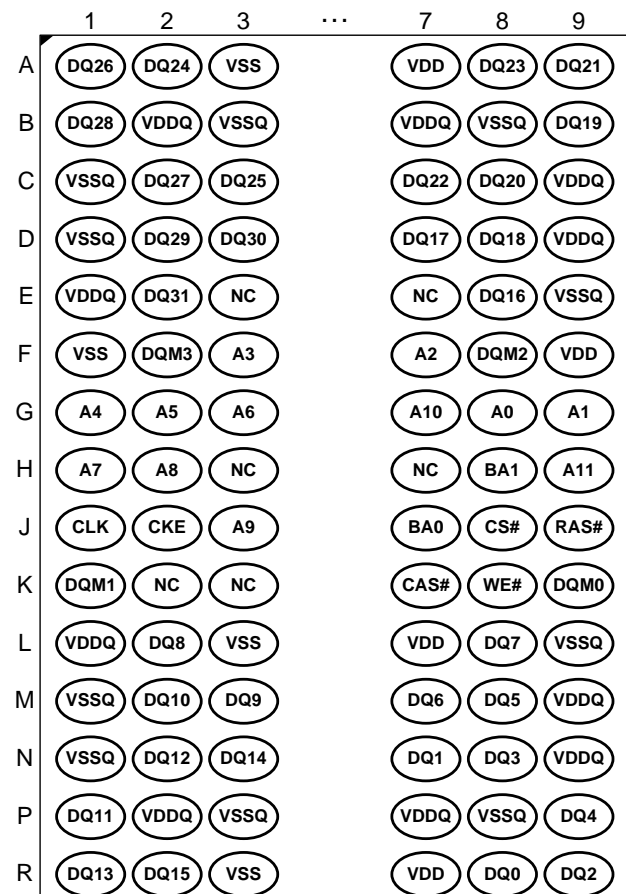 1 2 3 ... 7 8 9
A DQ26 DQ24 VSS VDD DQ23 DQ21
B DQ28 VDDQ VSSQ VDDQ VSSQ DQ19
C VSSQ DQ27 DQ25 DQ22 DQ20 VDDQ
D VSSQ DQ29 DQ30 DQ17 DQ18 VDDQ
E VDDQ DQ31 NC NC DQ16 VSSQ
F VSS DQM3 A3 A2 DQM2 VDD
G A4 A5 A6 A10 A0 A1
H A7 A8 NC NC BA1 A11
J CLK CKE A9 BA0 CS# RAS#
K DQM1 NC NC CAS# WE# DQM0
L VDDQ DQ8 VSS VDD DQ7 VSSQ
M VSSQ DQ10 DQ9 DQ6 DQ5 VDDQ
N VSSQ DQ12 DQ14 DQ1 DQ3 VDDQ
P DQ11 VDDQ VSSQ VDDQ VSSQ DQ4
R DQ13 DQ15 VSS VDD DQ0 DQ2